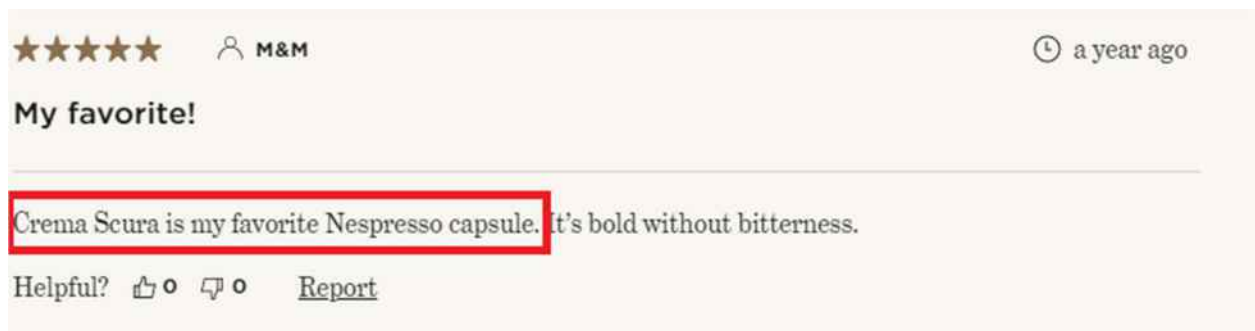 M&M
a year ago
My favorite!
Crema Scura is my favorite Nespresso capsule. It's bold without bitterness.
Helpful? 0 0 Report